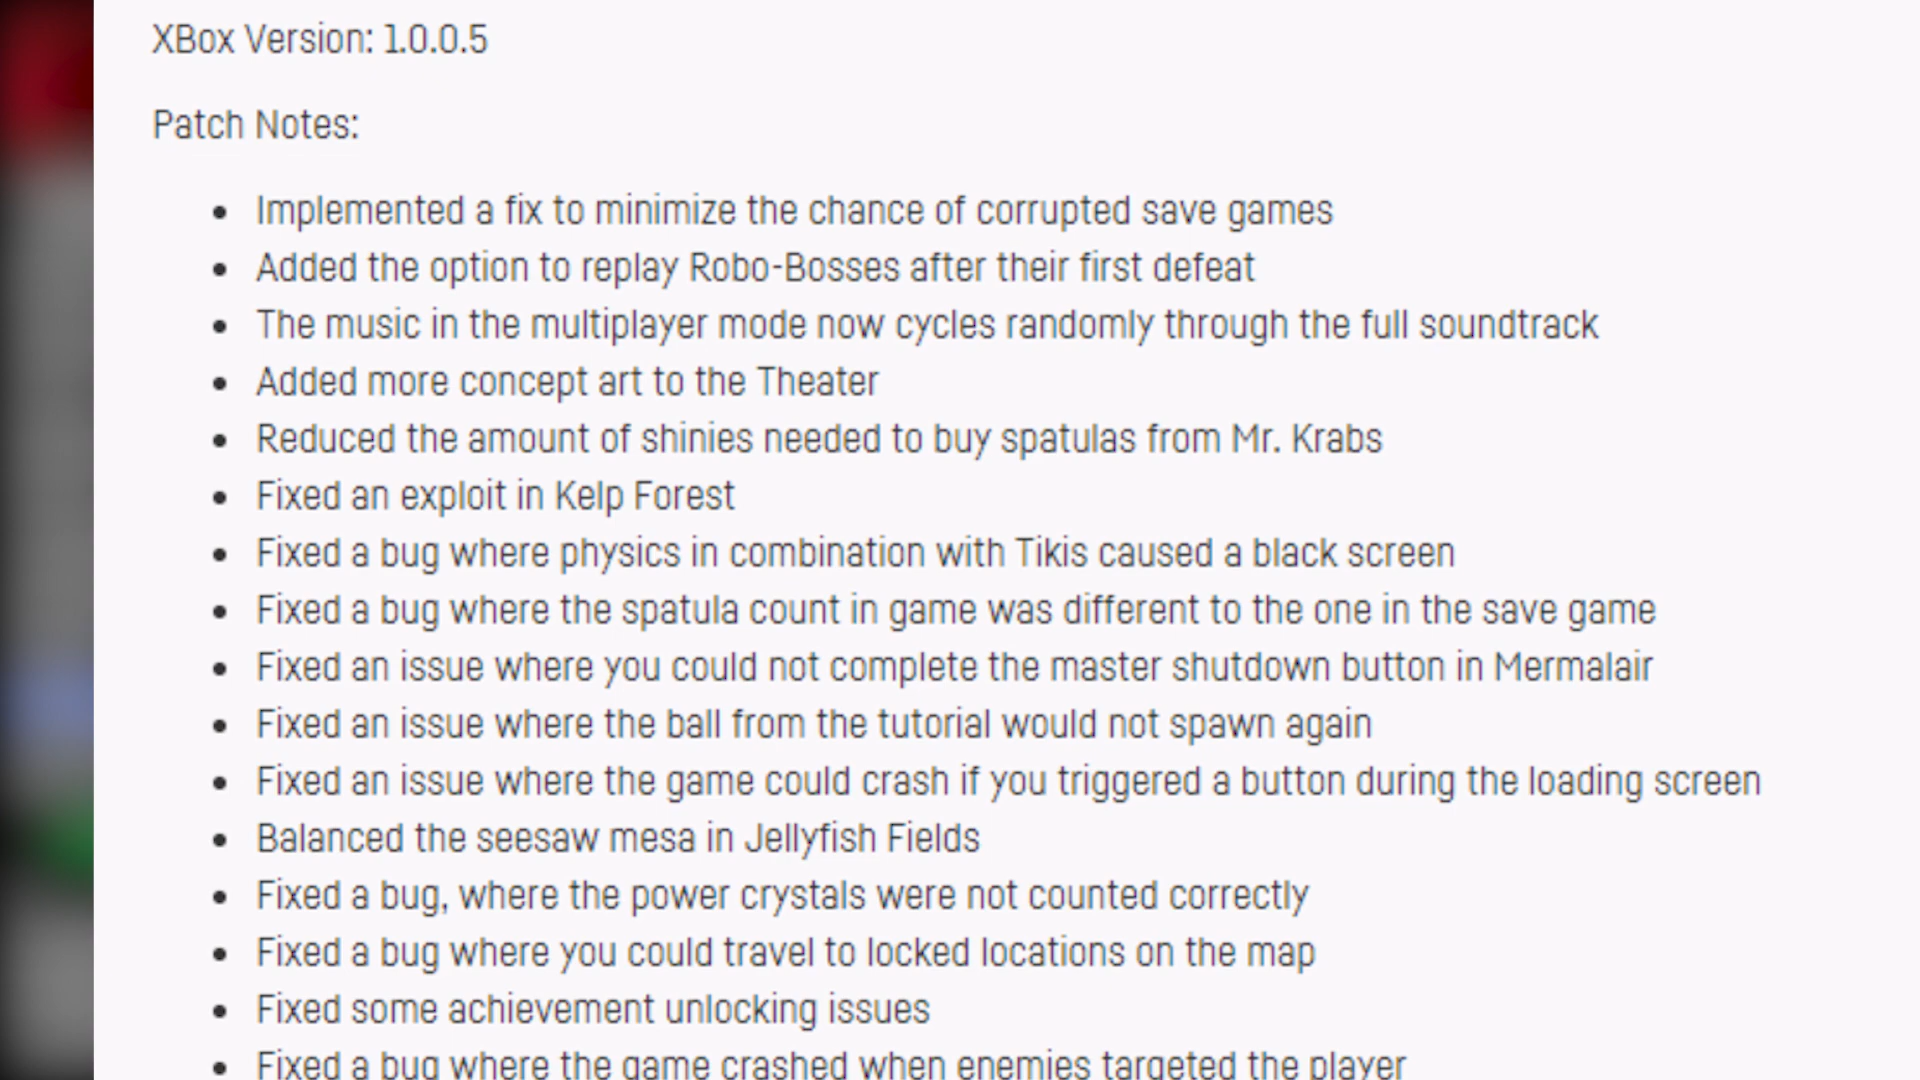 XBox Version: 1.0.0.5
Patch Notes:
• Implemented a fix to minimize the chance of corrupted save games
• Added the option to replay Robo-Bosses after their first defeat
• The music in the multiplayer mode now cycles randomly through the full soundtrack
• Added more concept art to the Theater
• Reduced the amount of shinies needed to buy spatulas from Mr. Krabs
• Fixed an exploit in Kelp Forest
• Fixed a bug where physics in combination with Tikis caused a black screen
• Fixed a bug where the spatula count in game was different to the one in the save game
• Fixed an issue where you could not complete the master shutdown button in Mermalair
• Fixed an issue where the ball from the tutorial would not spawn again
• Fixed an issue where the game could crash if you triggered a button during the loading screen
• Balanced the seesaw mesa in Jellyfish Fields
• Fixed a bug, where the power crystals were not counted correctly
• Fixed a bug where you could travel to locked locations on the map
• Fixed some achievement unlocking issues
• Fixed a bug where the game crashed when enemies targeted the player